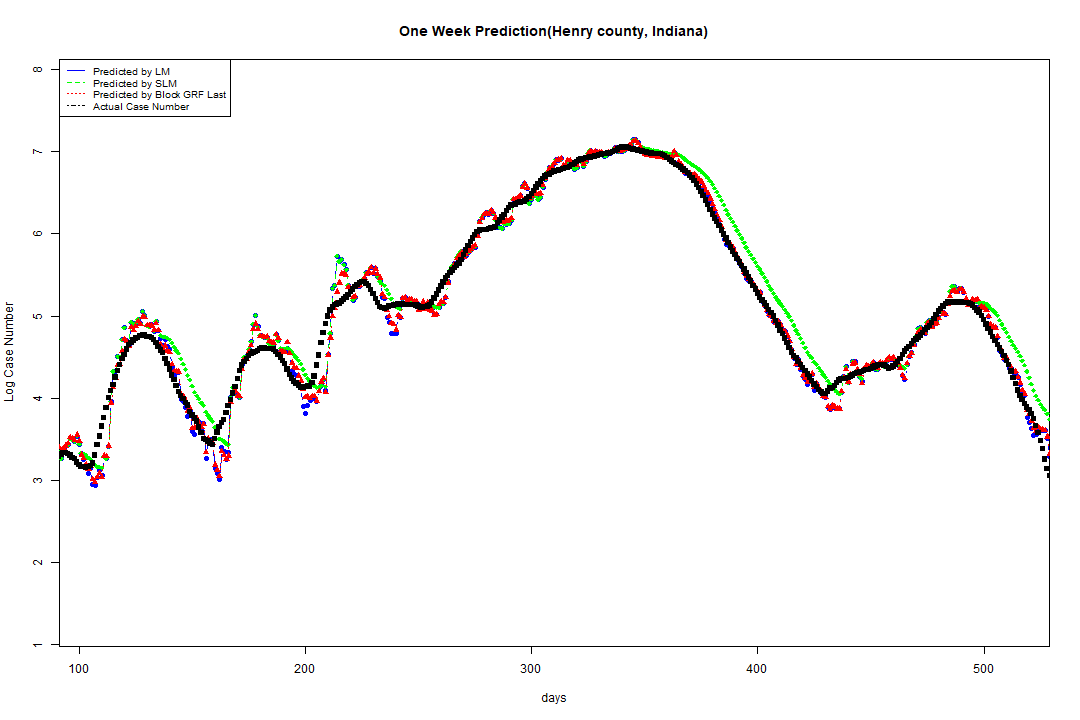 One Week Prediction(Henry county, Indiana)
Predicted by LM
Predicted by SLM
Predicted by Block GRF Last
Actual Case Number
Log Case Number
8
7
6
5
4
3
2
1
100 200 300 400 500
days